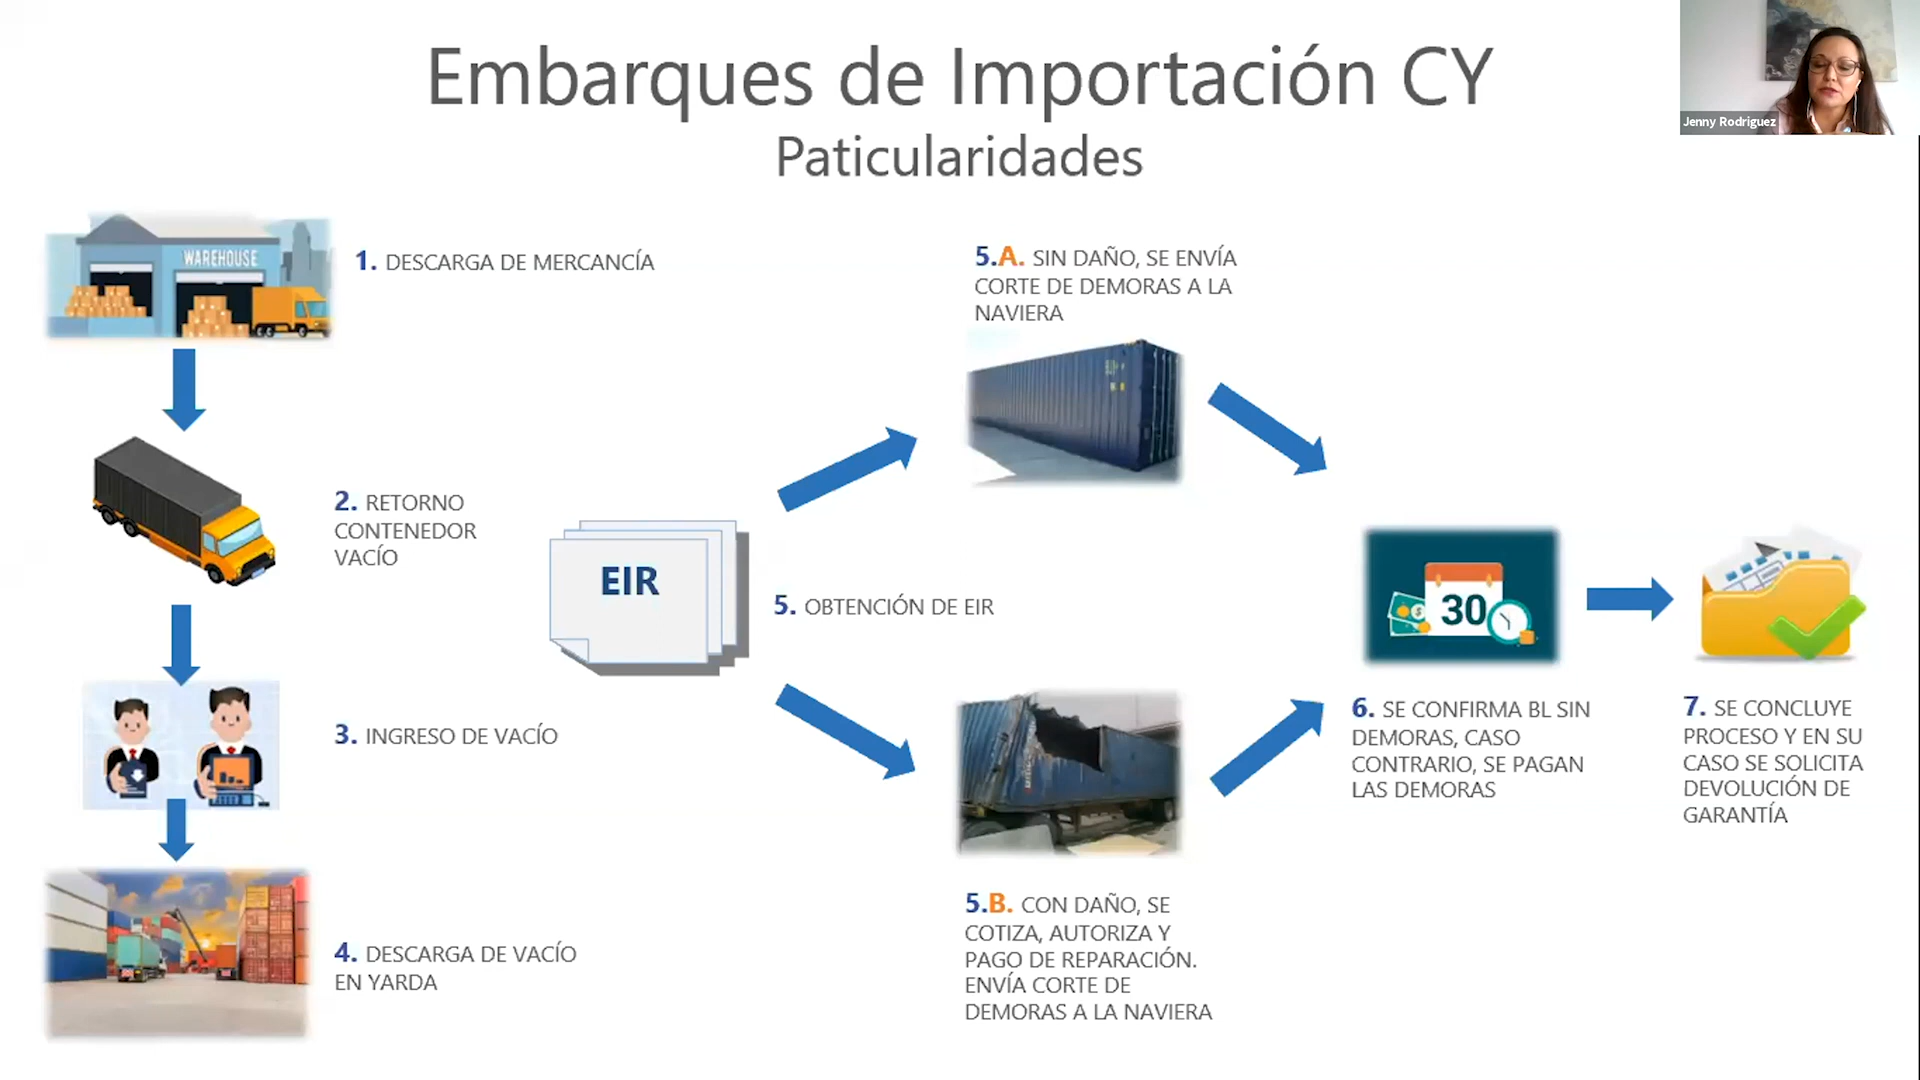 Embarques de Importación CY
Paticularidades
Jenny Rodriguez
WAREHOUSE
1. DESCARGA DE MERCANCÍA
2. RETORNO
CONTENEDOR
VACÍO
3. INGRESO DE VACÍO
4. DESCARGA DE VACÍO
EN YARDA
EIR
5. OBTENCIÓN DE EIR
5.A. SIN DAÑO, SE ENVÍA
CORTE DE DEMORAS A LA
NAVIERA
5.B. CON DAÑO, SE
COTIZA, AUTORIZA Y
PAGO DE REPARACIÓN.
ENVÍA CORTE DE
DEMORAS A LA NAVIERA
30
6. SE CONFIRMA BL SIN
DEMORAS, CASO
CONTRARIO, SE PAGAN
LAS DEMORAS
7. SE CONCLUYE
PROCESO Y EN SU
CASO SE SOLICITA
DEVOLUCIÓN DE
GARANTÍA